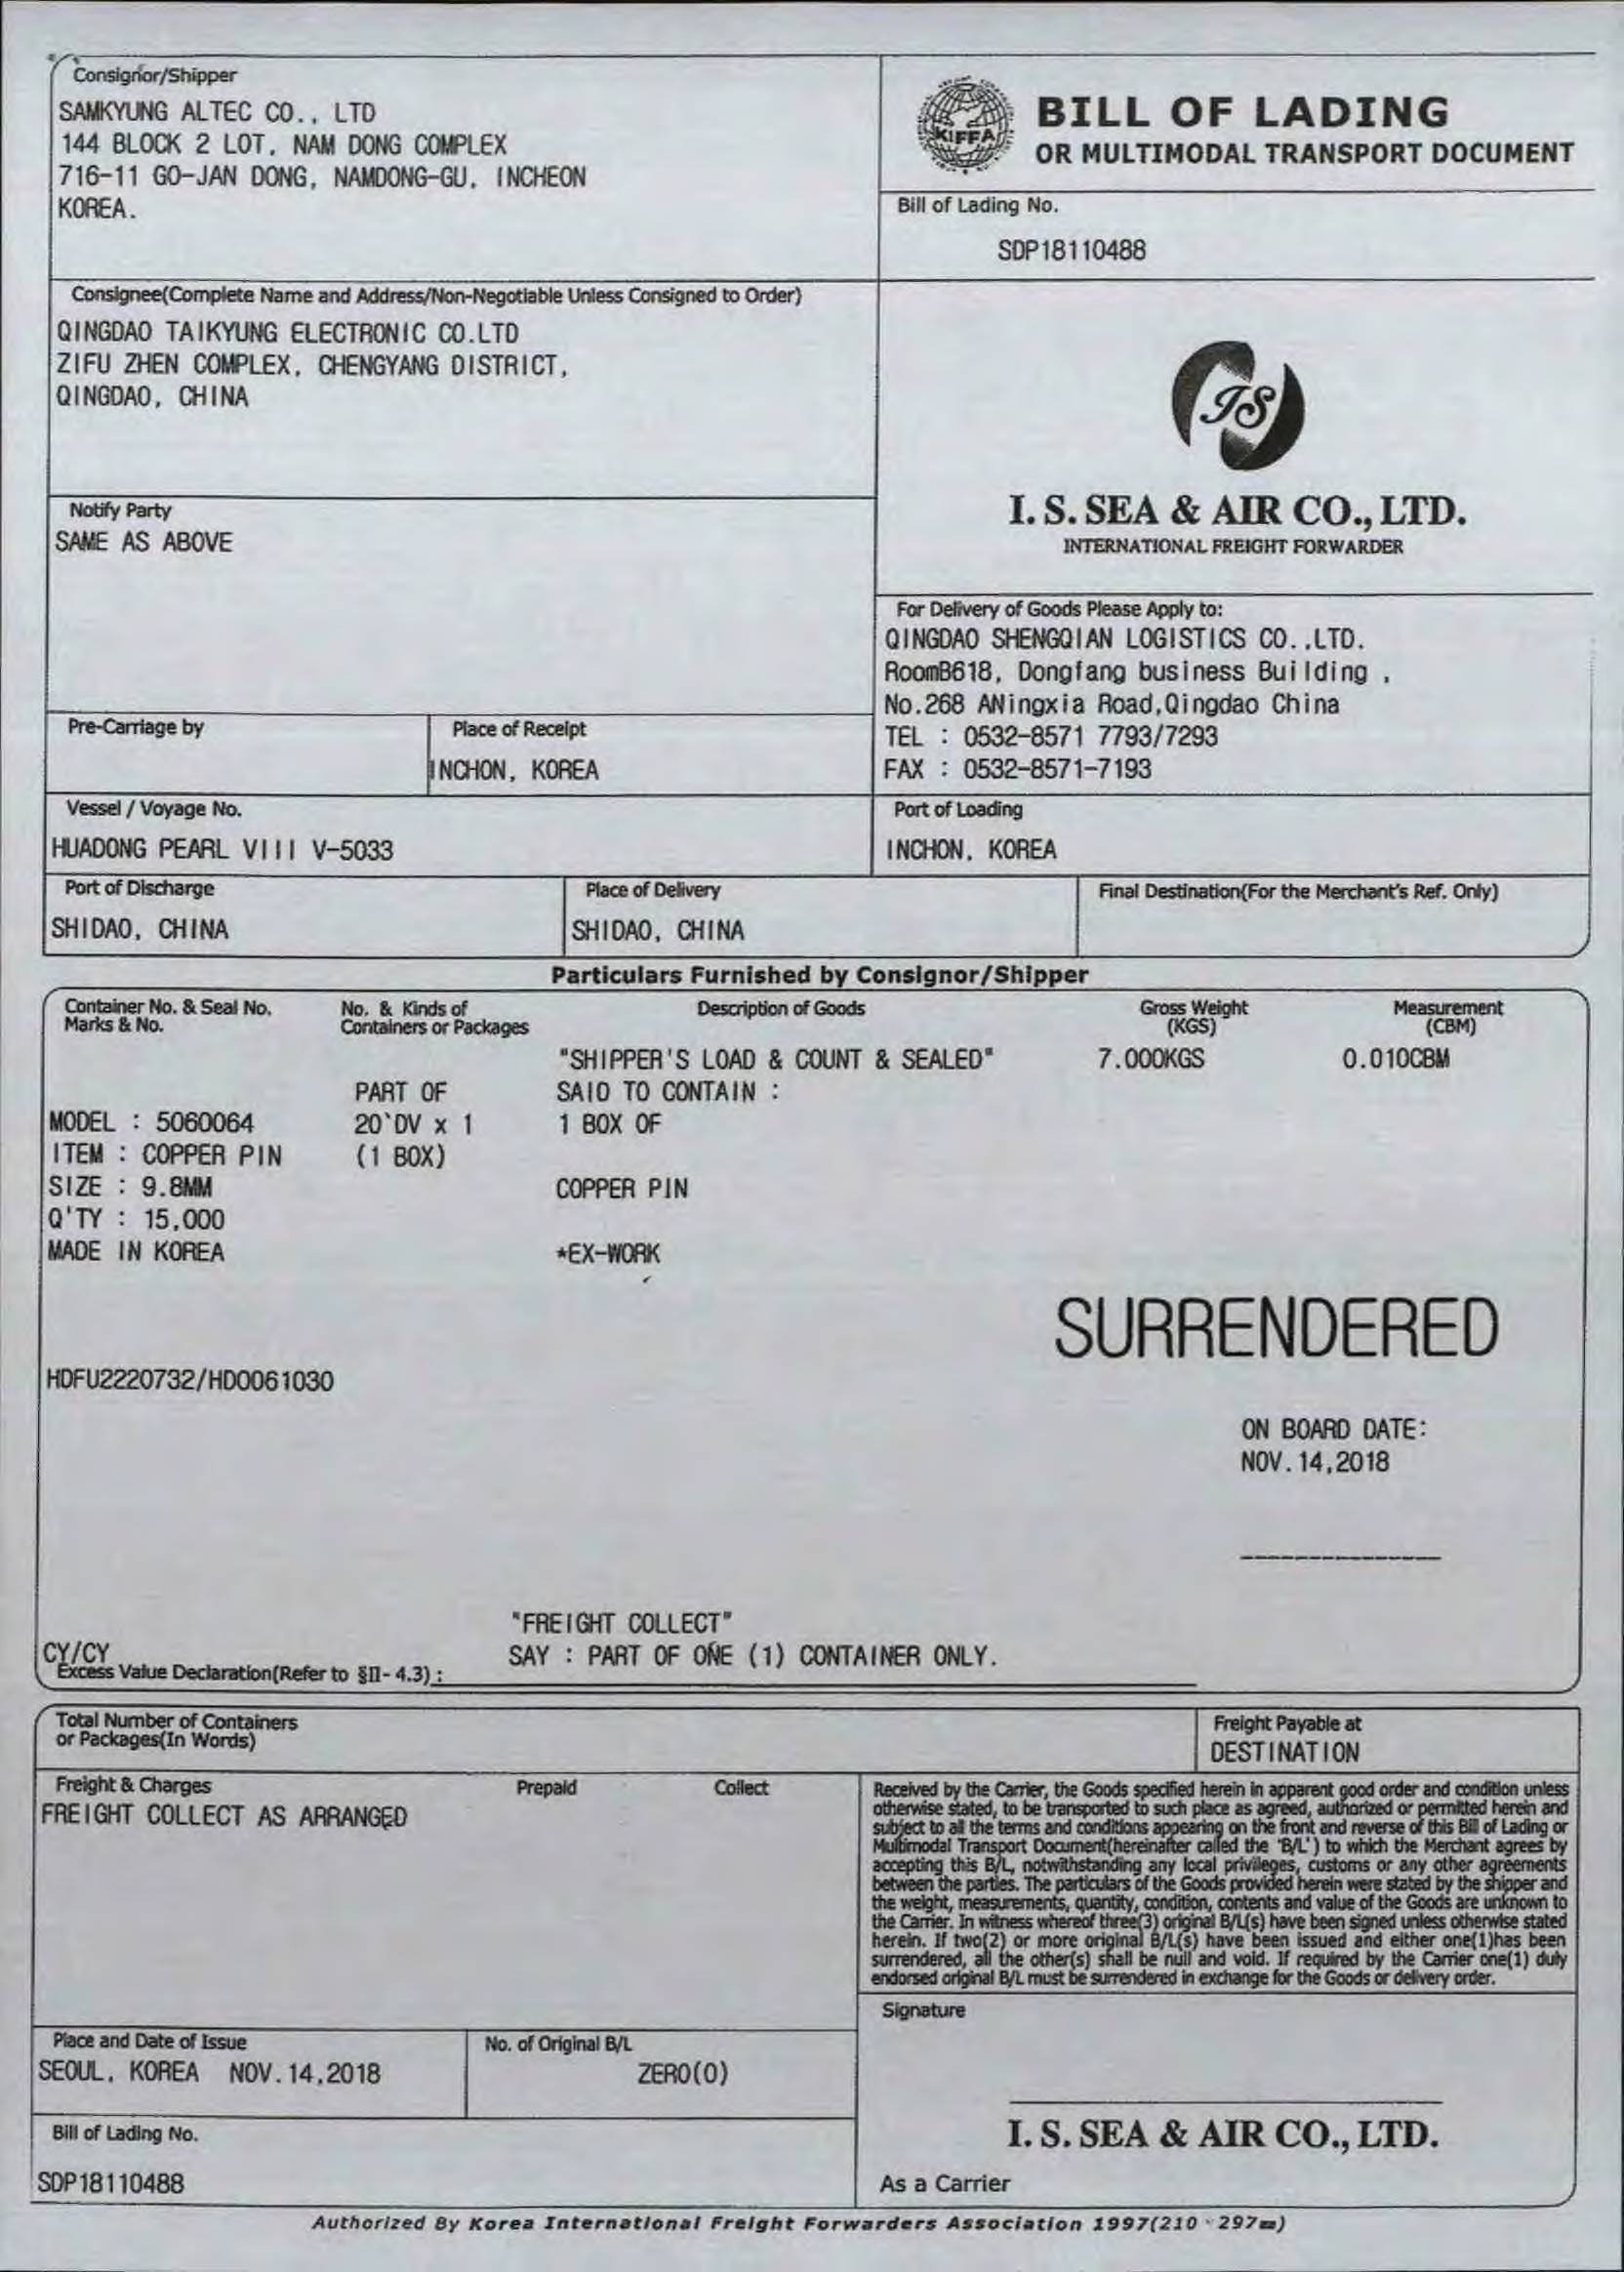 Consignor/Shipper
SAMKYUNG ALTEC CO., LTD
144 BLOCK 2 LOT, NAM DONG COMPLEX
716-11 GO-JAN DONG, NAMDONG-GU, INCHEON
KOREA.
KIFFA
BILL OF LADING
OR MULTIMODAL TRANSPORT DOCUMENT
Bill of Lading No.
SDP18110488
Consignee(Complete Name and Address/Non-Negotiable Unless Consigned to Order)
QINGDAO TAIKYUNG ELECTRONIC CO.LTD
ZIFU ZHEN COMPLEX, CHENGYANG DISTRICT,
QINGDAO, CHINA
IS
I. S. SEA & AIR CO., LTD.
INTERNATIONAL FREIGHT FORWARDER
Notify Party
SAME AS ABOVE
For Delivery of Goods Please Apply to:
QINGDAO SHENGQIAN LOGISTICS CO.,LTD.
RoomB618, Dongfang business Building ,
No.268 ANingxia Road,Qingdao China
TEL : 0532-8571 7793/7293
FAX : 0532-8571-7193
Pre-Carriage by
Place of Receipt
INCHON, KOREA
Vessel / Voyage No.
HUADONG PEARL VIII V-5033
Port of Loading
INCHON, KOREA
Port of Discharge
SHIDAO, CHINA
Place of Delivery
SHIDAO, CHINA
Final Destination(For the Merchant's Ref. Only)
Particulars Furnished by Consignor/Shipper
Container No. & Seal No. No. & Kinds of Description of Goods Gross Weight Measurement
Marks & No. Containers or Packages (KGS) (CBM)
"SHIPPER'S LOAD & COUNT & SEALED" 7.000KGS 0.010CBM
PART OF SAID TO CONTAIN :
MODEL : 5060064 20`DV x 1 1 BOX OF
ITEM : COPPER PIN (1 BOX)
SIZE : 9.8MM COPPER PIN
Q'TY : 15,000
MADE IN KOREA *EX-WORK
SURRENDERED
HDFU2220732/HD0061030
ON BOARD DATE:
NOV.14,2018
"FREIGHT COLLECT"
CY/CY SAY : PART OF ONE (1) CONTAINER ONLY.
Excess Value Declaration(Refer to §II- 4.3) :
Total Number of Containers
or Packages(In Words)
Freight Payable at
DESTINATION
Freight & Charges Prepaid Collect
FREIGHT COLLECT AS ARRANGED
Received by the Carrier, the Goods specified herein in apparent good order and condition unless
otherwise stated, to be transported to such place as agreed, authorized or permitted herein and
subject to all the terms and conditions appearing on the front and reverse of this Bill of Lading or
Multimodal Transport Document(hereinafter called the 'B/L') to which the Merchant agrees by
accepting this B/L, notwithstanding any local privileges, customs or any other agreements
between the parties. The particulars of the Goods provided herein were stated by the shipper and
the weight, measurements, quantity, condition, contents and value of the Goods are unknown to
the Carrier. In witness whereof three(3) original B/L(s) have been signed unless otherwise stated
herein. If two(2) or more original B/L(s) have been issued and either one(1)has been
surrendered, all the other(s) shall be null and void. If required by the Carrier one(1) duly
endorsed original B/L must be surrendered in exchange for the Goods or delivery order.
Signature
Place and Date of Issue
SEOUL, KOREA NOV.14,2018
No. of Original B/L
ZERO(0)
Bill of Lading No.
SDP18110488
I. S. SEA & AIR CO., LTD.
As a Carrier
Authorized By Korea International Freight Forwarders Association 1997(210 · 297㎜)